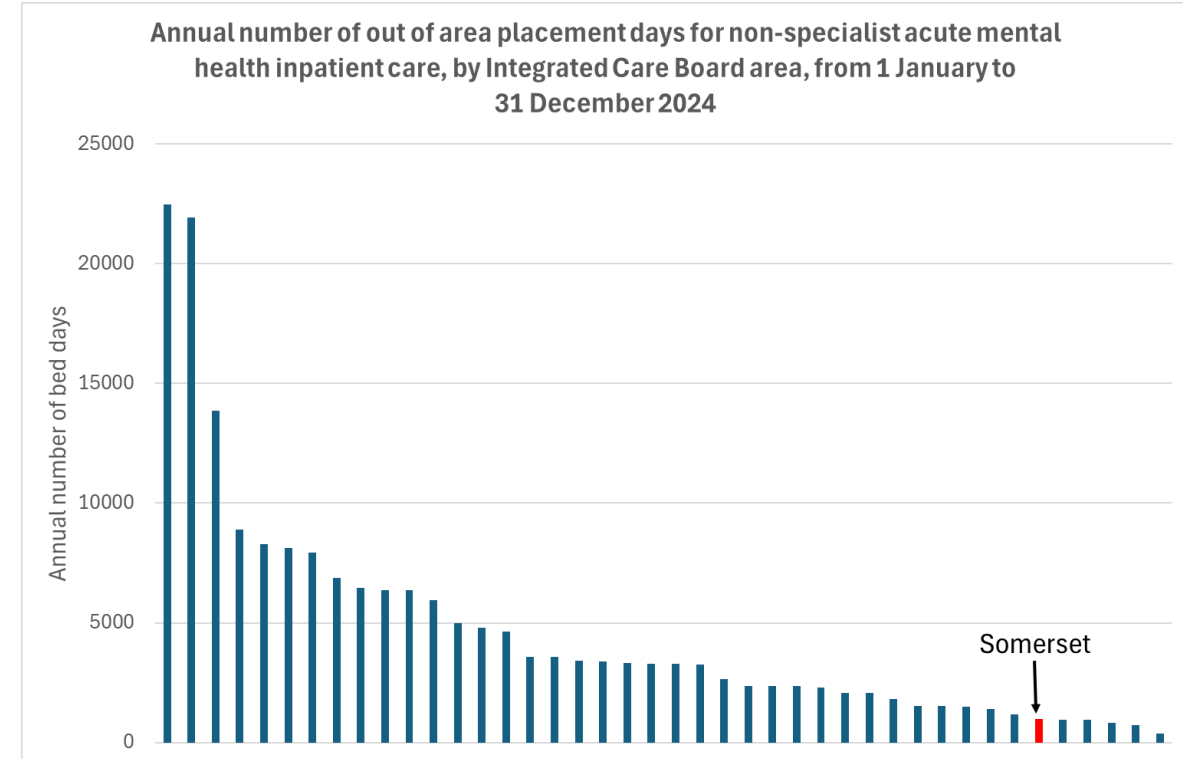 Annual number of out of area placement days for non-specialist acute mental
health inpatient care, by Integrated Care Board area, from 1 January to
31 December 2024
25000
20000
15000
10000
5000
0
Annual number of bed days
Somerset